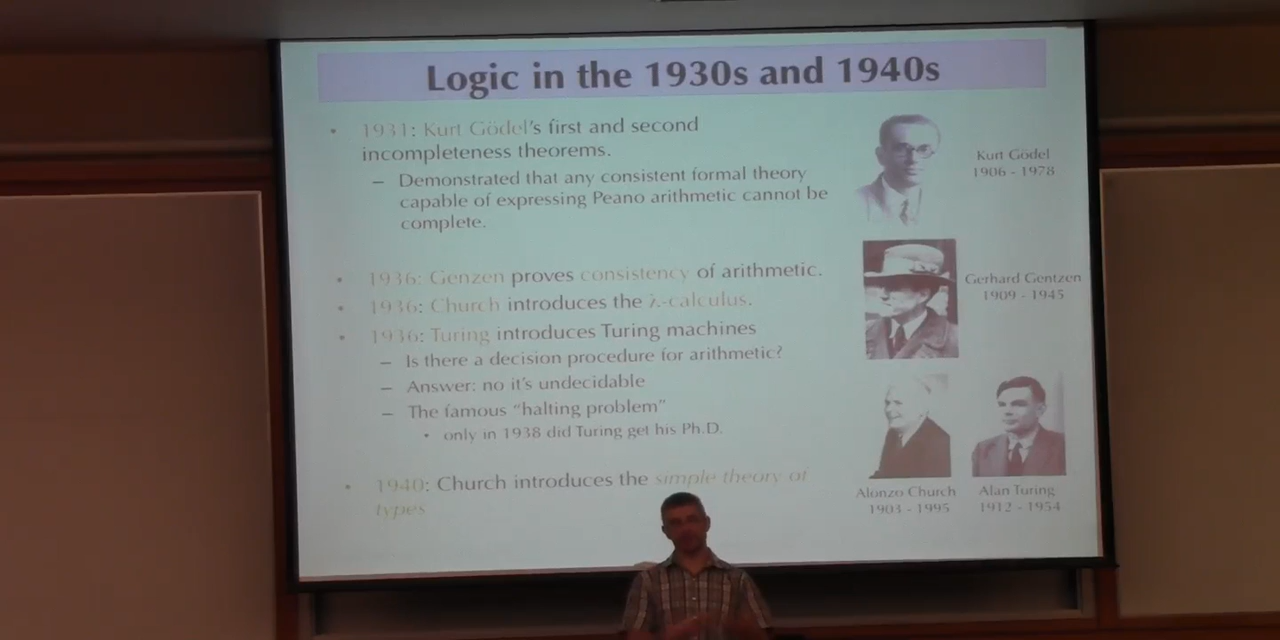 Logic in the 1930s and 1940s
• 1931: Kurt Gödel's first and second
incompleteness theorems.
– Demonstrated that any consistent formal theory
capable of expressing Peano arithmetic cannot be
complete.
• 1936: Genzen proves consistency of arithmetic.
• 1936: Church introduces the λ-calculus.
• 1936: Turing introduces Turing machines
– Is there a decision procedure for arithmetic?
– Answer: no it's undecidable
– The famous "halting problem"
• only in 1938 did Turing get his Ph.D.
• 1940: Church introduces the simple theory of
types
Kurt Gödel
1906 - 1978
Gerhard Gentzen
1909 - 1945
Alonzo Church
1903 - 1995
Alan Turing
1912 - 1954